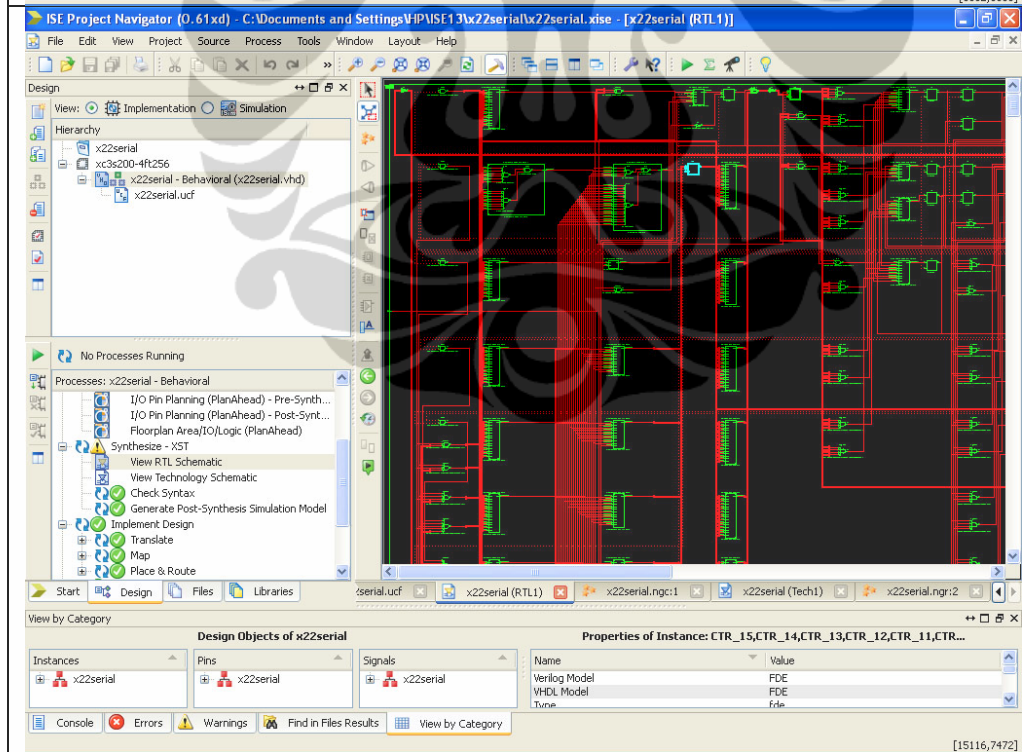 ISE Project Navigator (O.61xd) - C:\Documents and Settings\HP\ISE13\x22serial\x22serial.xise - [x22serial (RTL1)]
File Edit View Project Source Process Tools Window Layout Help
Design
View: Implementation Simulation
Hierarchy
x22serial
xc3s200-4ft256
x22serial - Behavioral (x22serial.vhd)
x22serial.ucf
No Processes Running
Processes: x22serial - Behavioral
I/O Pin Planning (PlanAhead) - Pre-Synth...
I/O Pin Planning (PlanAhead) - Post-Synt...
Floorplan Area/IO/Logic (PlanAhead)
Synthesize - XST
View RTL Schematic
View Technology Schematic
Check Syntax
Generate Post-Synthesis Simulation Model
Implement Design
Translate
Map
Place & Route
Start Design Files Libraries
serial.ucf x22serial (RTL1) x22serial.ngc:1 x22serial (Tech1) x22serial.ngr:2
View by Category
Design Objects of x22serial Properties of Instance: CTR_15,CTR_14,CTR_13,CTR_12,CTR_11,CTR...
Instances Pins Signals Name Value
x22serial x22serial x22serial Verilog Model FDE
VHDL Model FDE
Type fde
Console Errors Warnings Find in Files Results View by Category
[15116,7472]